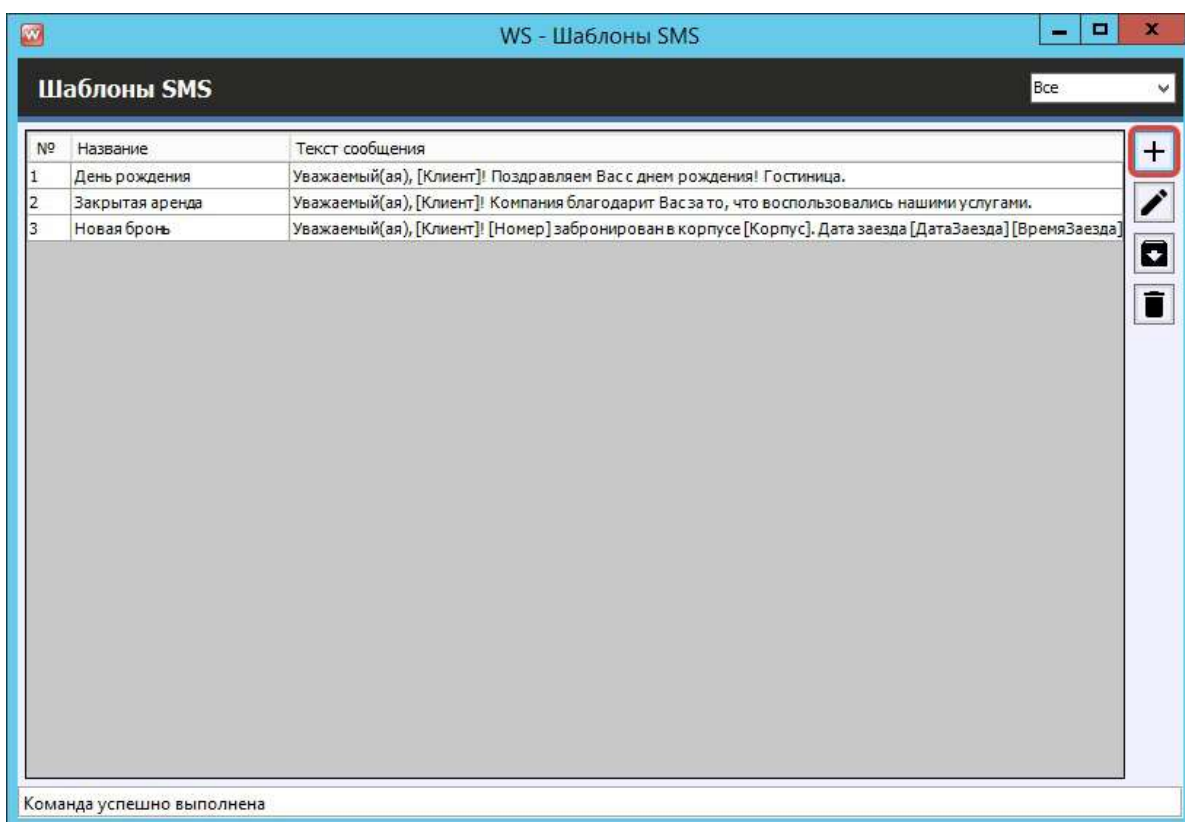 WS - Шаблоны SMS
Шаблоны SMS
Все
№ Название Текст сообщения
1 День рождения Уважаемый(ая), [Клиент]! Поздравляем Вас с днем рождения! Гостиница.
2 Закрытая аренда Уважаемый(ая), [Клиент]! Компания благодарит Вас за то, что воспользовались нашими услугами.
3 Новая бронь Уважаемый(ая), [Клиент]! [Номер] забронирован в корпусе [Корпус]. Дата заезда [ДатаЗаезда] [ВремяЗаезда]
Команда успешно выполнена